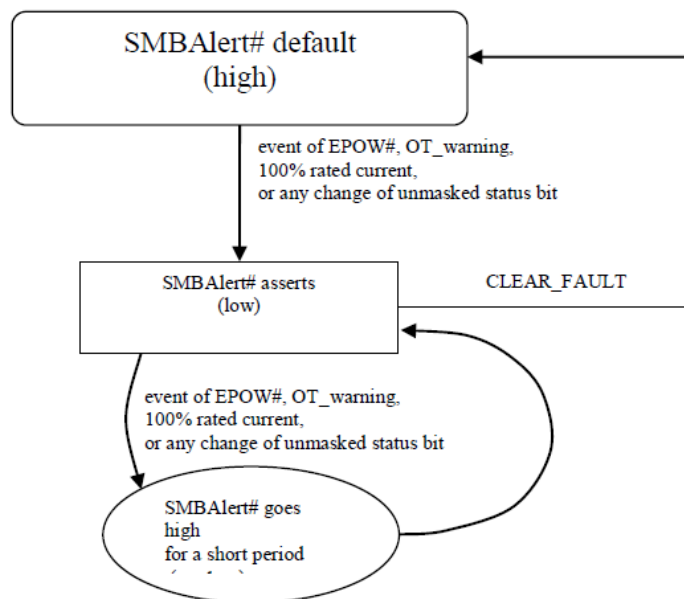 SMBAlert# default
(high)
event of EPOW#, OT_warning,
100% rated current,
or any change of unmasked status bit
SMBAlert# asserts
(low)
CLEAR_FAULT
event of EPOW#, OT_warning,
100% rated current,
or any change of unmasked status bit
SMBAlert# goes
high
for a short period